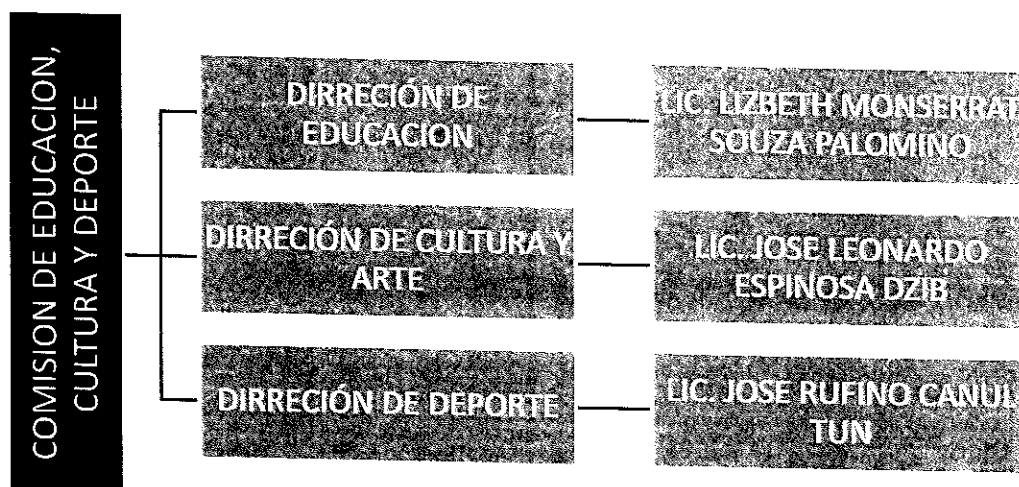 COMISION DE EDUCACION,
CULTURA Y DEPORTE
DIRRECIÓN DE
EDUCACION
LIC. LIZBETH MONSERRAT
SOUZA PALOMINO
DIRRECIÓN DE CULTURA Y
ARTE
LIC. JOSE LEONARDO
ESPINOSA DZIB
DIRRECIÓN DE DEPORTE
LIC. JOSE RUFINO CANUL
TUN